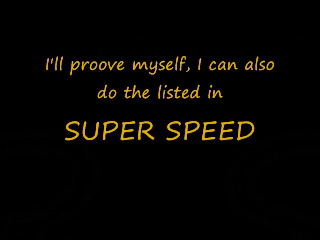 I'll proove myself, I can also
do the listed in
SUPER SPEED